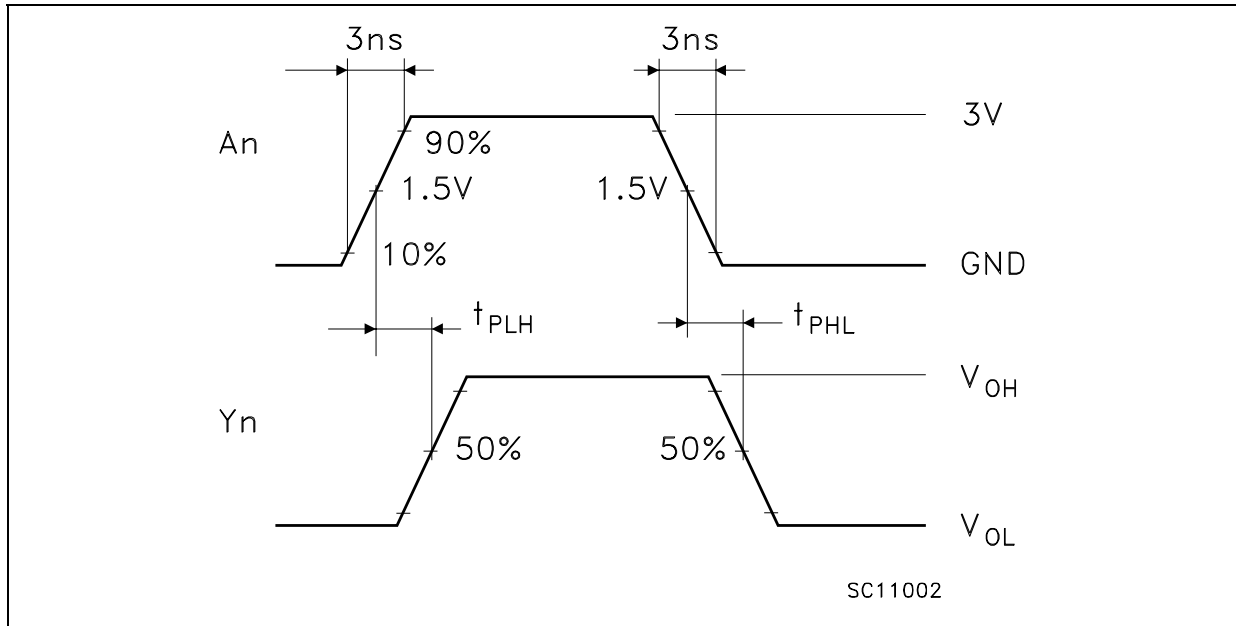 3ns 3ns
An 90% 3V
1.5V 1.5V
10% GND
tPLH tPHL
Yn VOH
50% 50%
VOL
SC11002